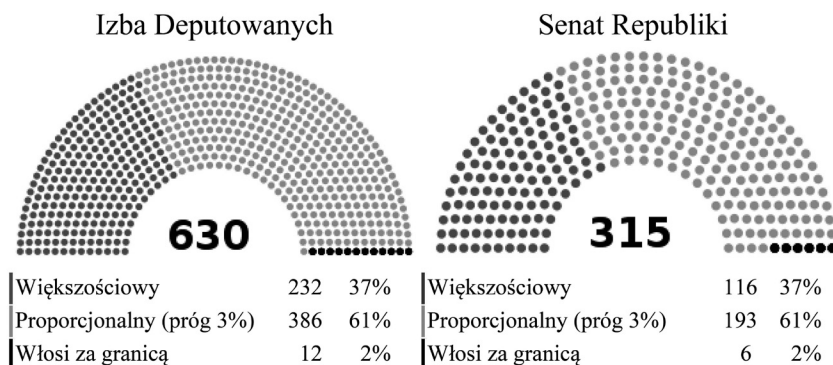 Izba Deputowanych
630
Większościowy 232 37%
Proporcjonalny (próg 3%) 386 61%
Włosi za granicą 12 2%
Senat Republiki
315
Większościowy 116 37%
Proporcjonalny (próg 3%) 193 61%
Włosi za granicą 6 2%